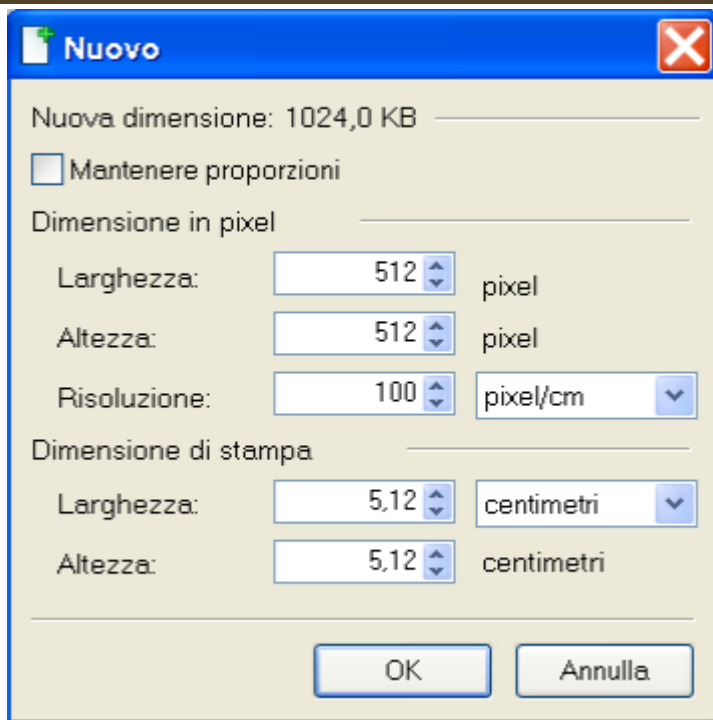 Nuovo
Nuova dimensione: 1024,0 KB
Mantenere proporzioni
Dimensione in pixel
Larghezza: 512 pixel
Altezza: 512 pixel
Risoluzione: 100 pixel/cm
Dimensione di stampa
Larghezza: 5,12 centimetri
Altezza: 5,12 centimetri
OK Annulla